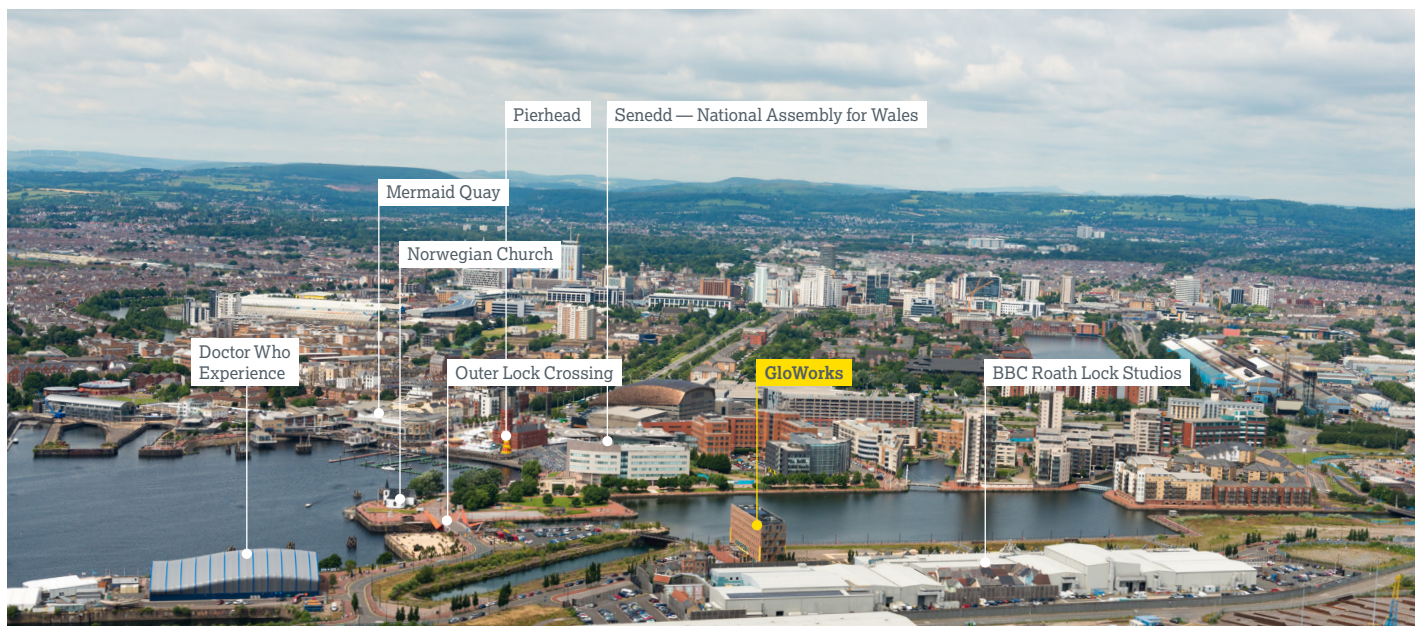 Pierhead
Senedd — National Assembly for Wales
Mermaid Quay
Norwegian Church
Doctor Who
Experience
Outer Lock Crossing
GloWorks
BBC Roath Lock Studios